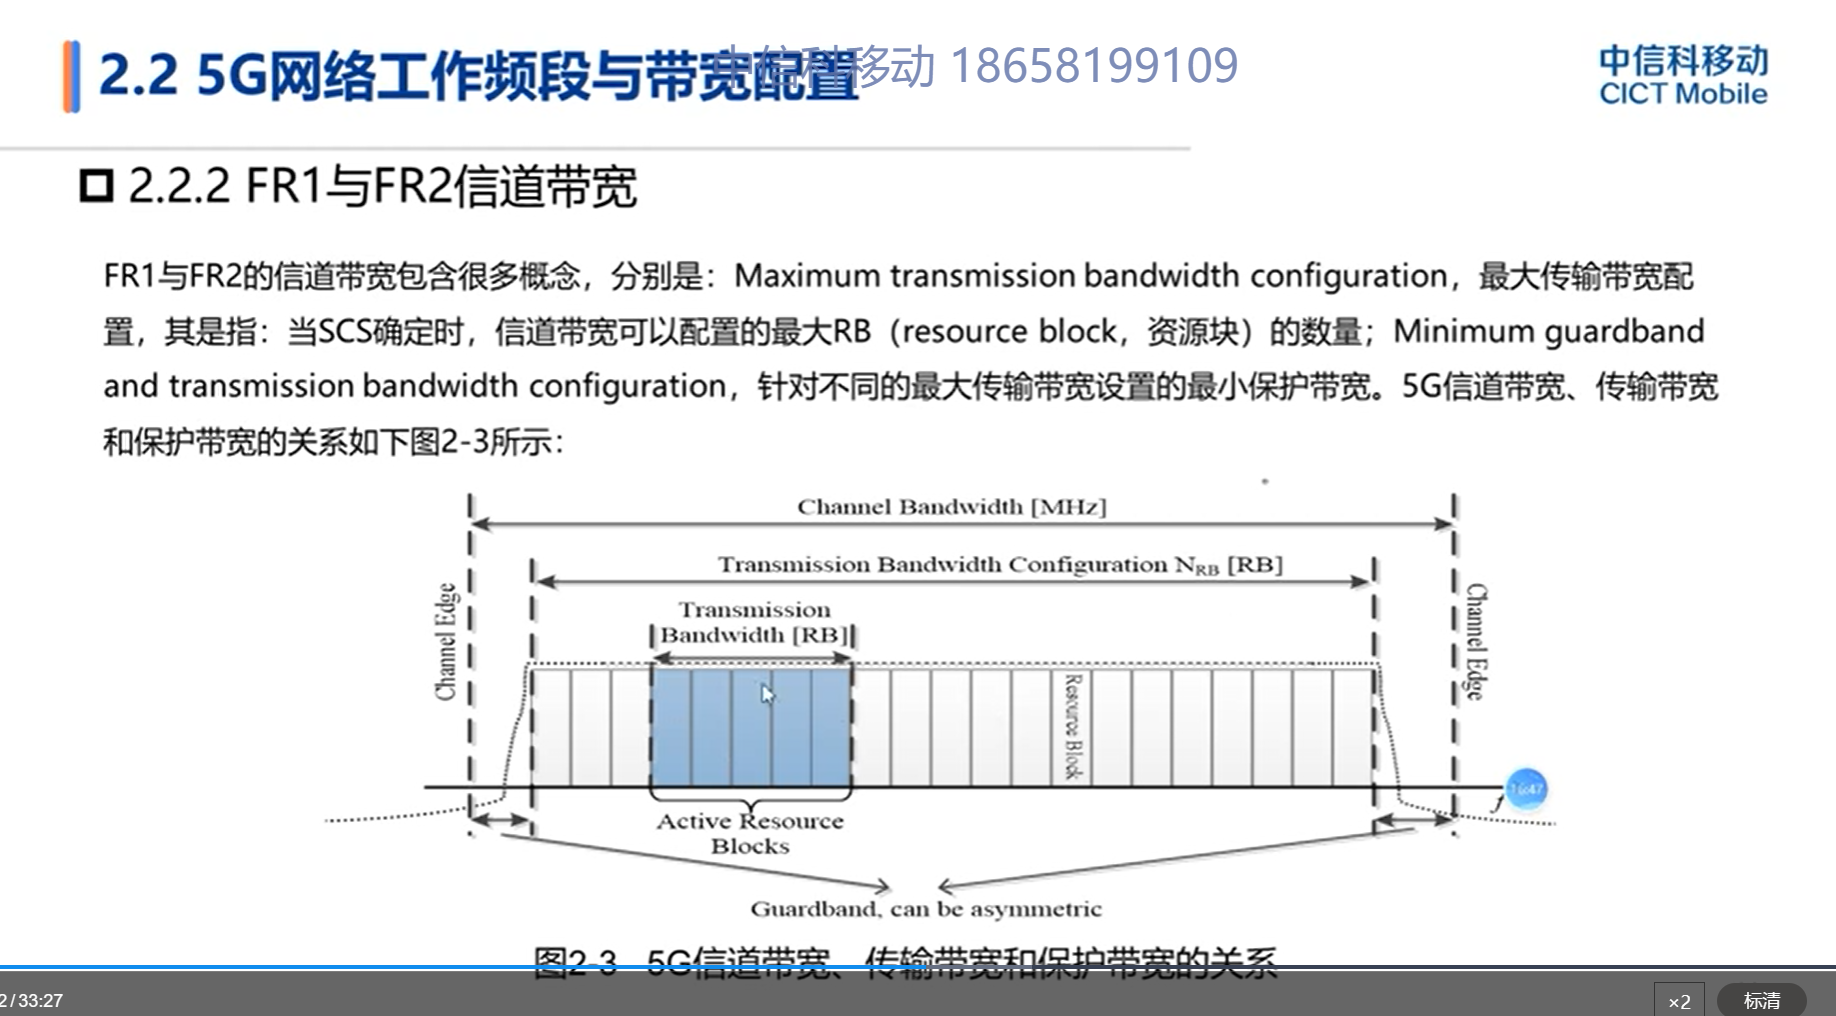 2.2 5G网络工作频段与带宽配置
中信科移动 18658199109
中信科移动
CICT Mobile
2.2.2 FR1与FR2信道带宽
FR1与FR2的信道带宽包含很多概念，分别是：Maximum transmission bandwidth configuration，最大传输带宽配
置，其是指：当SCS确定时，信道带宽可以配置的最大RB（resource block，资源块）的数量；Minimum guardband
and transmission bandwidth configuration，针对不同的最大传输带宽设置的最小保护带宽。5G信道带宽、传输带宽
和保护带宽的关系如下图2-3所示：
Channel Bandwidth [MHz]
Transmission Bandwidth Configuration NRB [RB]
Transmission
Bandwidth [RB]
Channel Edge
Channel Edge
Resource Block
f
Active Resource
Blocks
Guardband, can be asymmetric
图2-3 5G信道带宽、传输带宽和保护带宽的关系
2/33:27
×2
标清